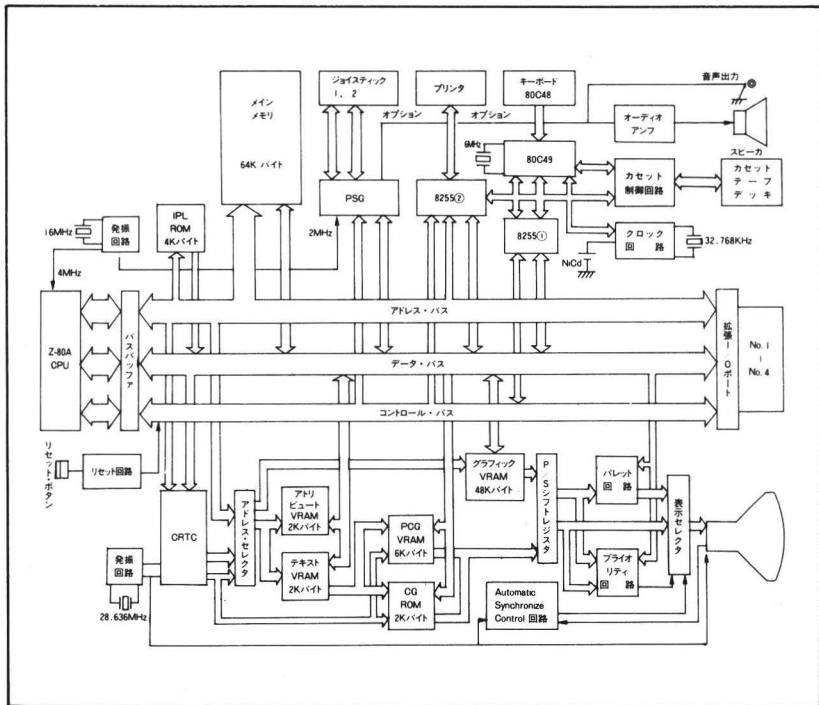 メイン
メモリ
64Kバイト
ジョイスティック
1, 2
プリンタ
キーボード
80C48
音声出力
オプション
オプション
オーディオ
アンプ
スピーカ
6MHz
80C49
カセット
制御回路
カセット
テープ
デッキ
PSG
8255②
8255①
クロック
回路
32.768KHz
NiCd
16MHz
発振
回路
IPL
ROM
4Kバイト
2MHz
4MHz
Z-80A
CPU
バスバッファ
アドレス・バス
データ・バス
コントロール・バス
拡張I/Oポート
No.1
~
No.4
リセット・ボタン
リセット回路
CRTC
アドレス・セレクタ
アトリ
ビュート
VRAM
2Kバイト
テキスト
VRAM
2Kバイト
グラフィック
VRAM
48Kバイト
PCG
VRAM
6Kバイト
CG
ROM
2Kバイト
P/Sシフトレジスタ
パレット
回路
プライオ
リティ
回路
表示セレクタ
発振
回路
28.636MHz
Automatic
Synchronize
Control 回路